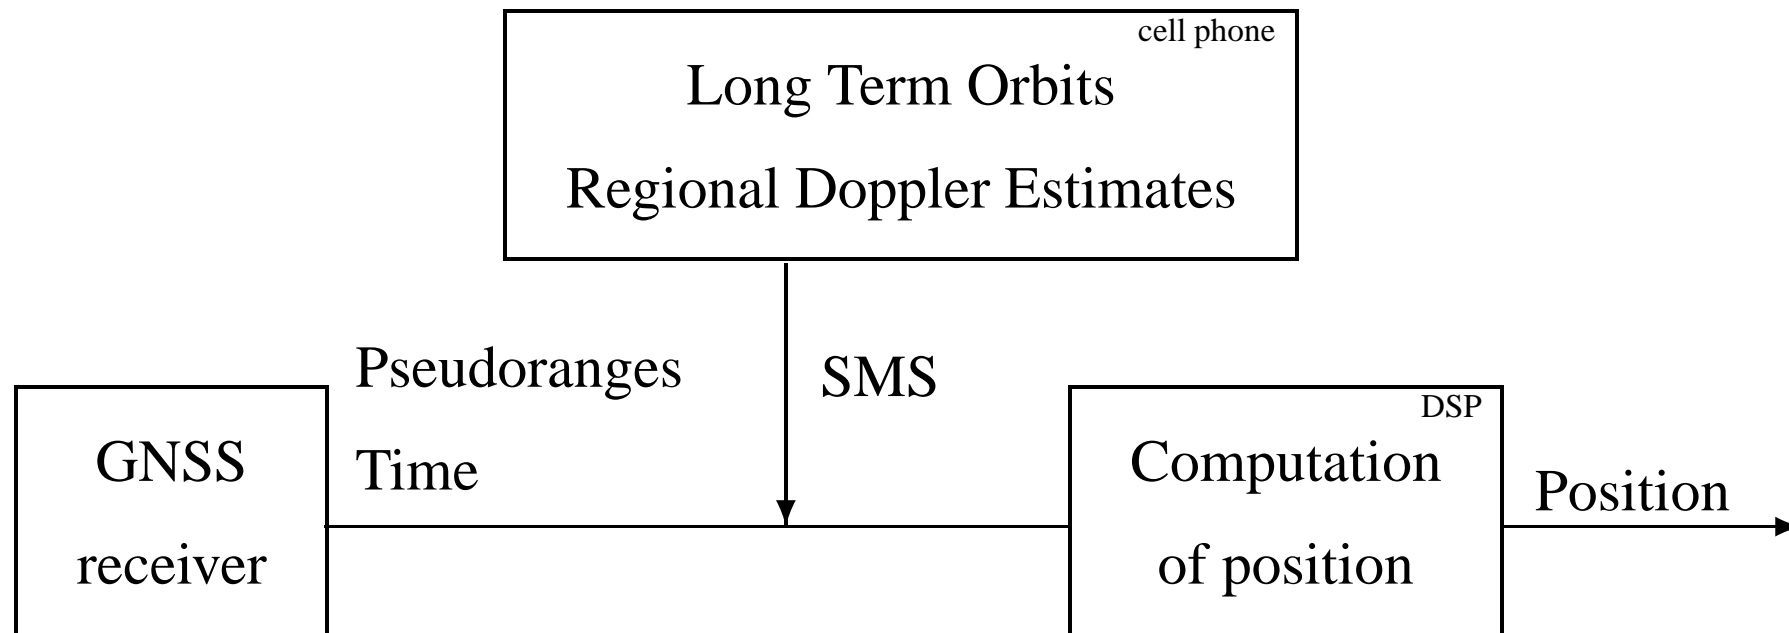 cell phone
Long Term Orbits
Regional Doppler Estimates
Pseudoranges
Time
SMS
GNSS
receiver
DSP
Computation
of position
Position